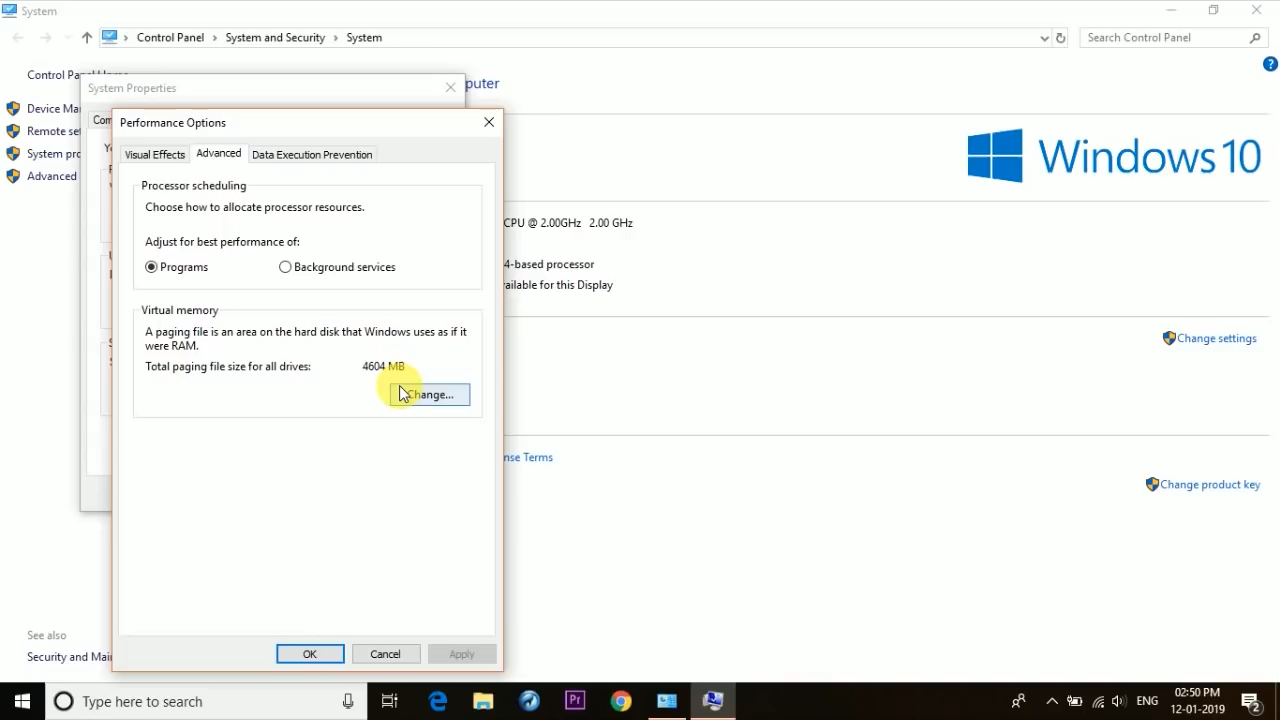 System
Control Panel > System and Security > System
Search Control Panel
Control Panel Home
System Properties
puter
Device Ma
Remote se
System pro
Advanced
Com
Performance Options
Visual Effects Advanced Data Execution Prevention
Processor scheduling
Choose how to allocate processor resources.
Adjust for best performance of:
Programs Background services
Virtual memory
A paging file is an area on the hard disk that Windows uses as if it
were RAM.
Total paging file size for all drives: 4604 MB
Change...
OK Cancel Apply
Windows 10
CPU @ 2.00GHz 2.00 GHz
4-based processor
ailable for this Display
Change settings
nse Terms
Change product key
See also
Security and Mai
Type here to search
Pr
ENG
02:50 PM
12-01-2019
2